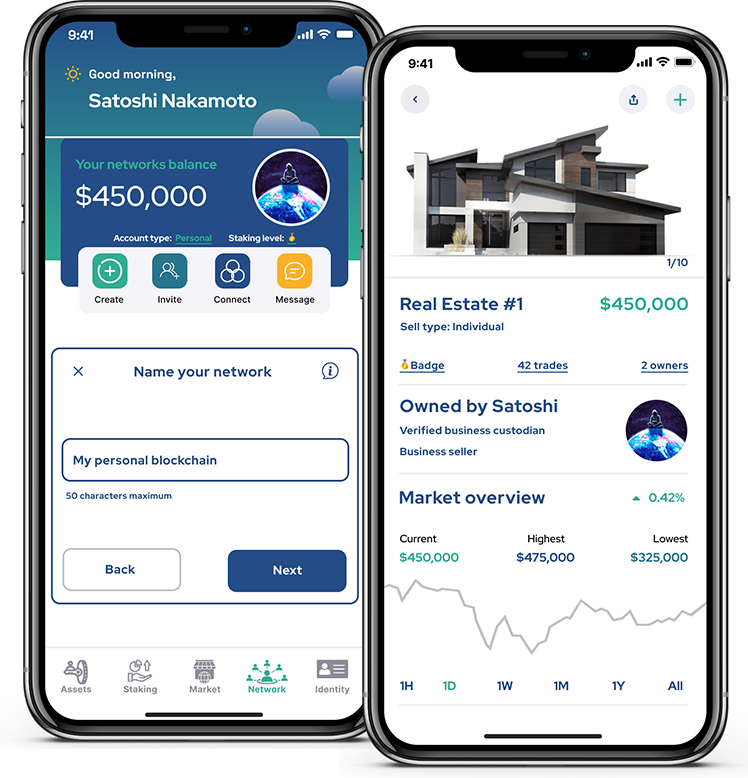 9:41
Good morning,
Satoshi Nakamoto
Your networks balance
$450,000
Account type: Personal Staking level:
Create Invite Connect Message
Name your network
My personal blockchain
50 characters maximum
Back Next
Assets Staking Market Network Identity
9:41
1/10
Real Estate #1 $450,000
Sell type: Individual
Badge 42 trades 2 owners
Owned by Satoshi
Verified business custodian
Business seller
Market overview 0.42%
Current Highest Lowest
$450,000 $475,000 $325,000
1H 1D 1W 1M 1Y All